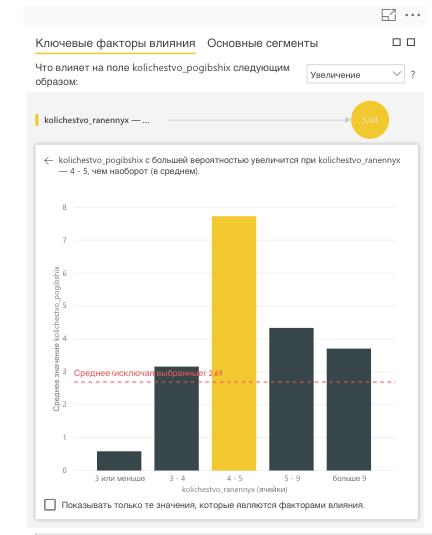 Ключевые факторы влияния Основные сегменты
Что влияет на поле kolichestvo_pogibshix следующим
образом:
Увеличение
?
kolichestvo_ranennyx — ...
5,04
kolichestvo_pogibshix с большей вероятностью увеличится при kolichestvo_ranennyx
— 4 - 5, чем наоборот (в среднем).
Среднее значение kolichestvo_pogibshix
8
7
6
5
4
3
2
1
0
Среднее (исключая выбранные): 2,69
3 или меньше 3 - 4 4 - 5 5 - 9 больше 9
kolichestvo_ranennyx (ячейки)
Показывать только те значения, которые являются факторами влияния.